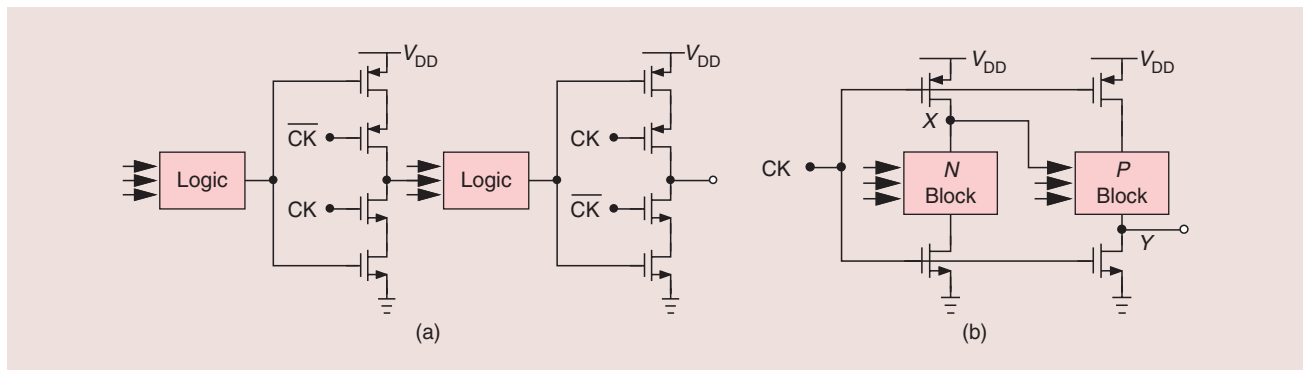 V_DD
V_DD
V_DD
V_DD
X
CK̅
CK
CK
Logic
Logic
N
Block
P
Block
CK
CK̅
Y
(a)
(b)